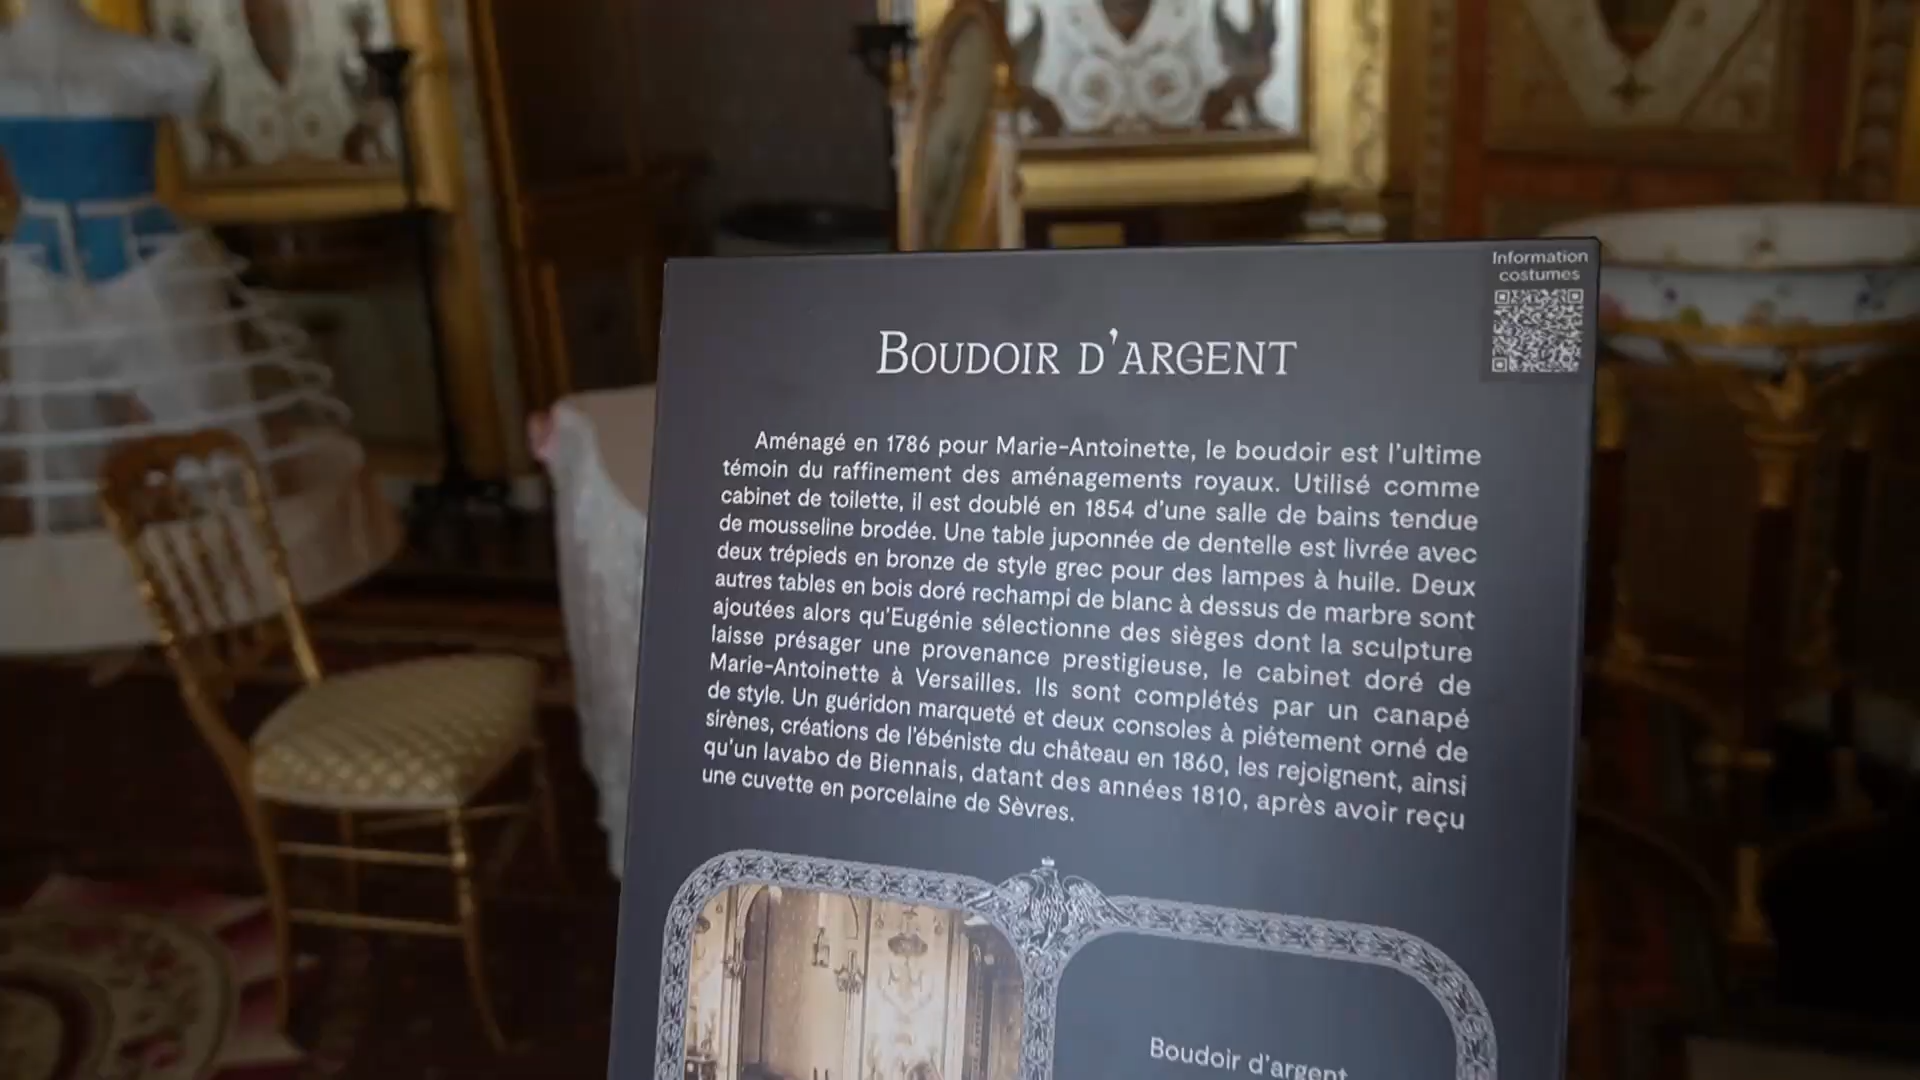 Information
costumes
BOUDOIR D'ARGENT
Aménagé en 1786 pour Marie-Antoinette, le boudoir est l'ultime
témoin du raffinement des aménagements royaux. Utilisé comme
cabinet de toilette, il est doublé en 1854 d'une salle de bains tendue
de mousseline brodée. Une table juponnée de dentelle est livrée avec
deux trépieds en bronze de style grec pour des lampes à huile. Deux
autres tables en bois doré rechampi de blanc à dessus de marbre sont
ajoutées alors qu'Eugénie sélectionne des sièges dont la sculpture
laisse présager une provenance prestigieuse, le cabinet doré de
Marie-Antoinette à Versailles. Ils sont complétés par un canapé
de style. Un guéridon marqueté et deux consoles à piétement orné de
sirènes, créations de l'ébéniste du château en 1860, les rejoignent, ainsi
qu'un lavabo de Biennais, datant des années 1810, après avoir reçu
une cuvette en porcelaine de Sèvres.
Boudoir d'argent